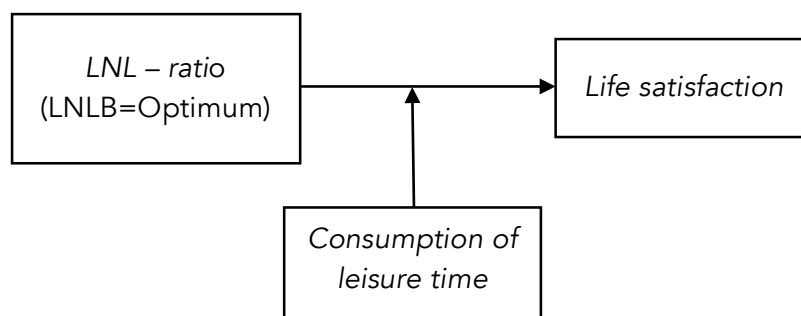 LNL – ratio
(LNLB=Optimum)
Life satisfaction
Consumption of
leisure time